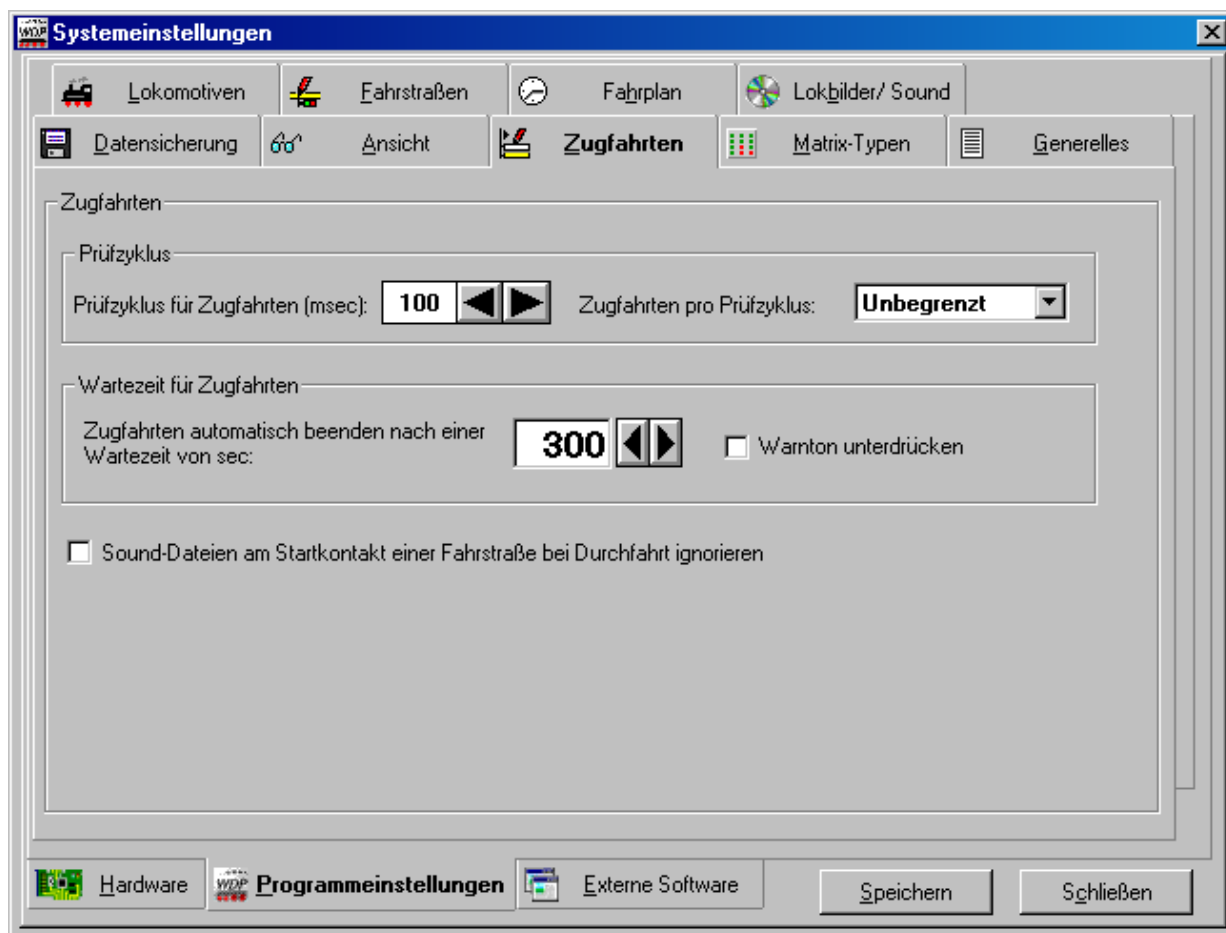 WDP Systemeinstellungen
Lokomotiven Fahrstraßen Fahrplan Lokbilder/ Sound
Datensicherung Ansicht Zugfahrten Matrix-Typen Generelles
Zugfahrten
Prüfzyklus
Prüfzyklus für Zugfahrten (msec): 100 Zugfahrten pro Prüfzyklus: Unbegrenzt
Wartezeit für Zugfahrten
Zugfahrten automatisch beenden nach einer
Wartezeit von sec: 300 Warnton unterdrücken
Sound-Dateien am Startkontakt einer Fahrstraße bei Durchfahrt ignorieren
Hardware WDP Programmeinstellungen Externe Software Speichern Schließen